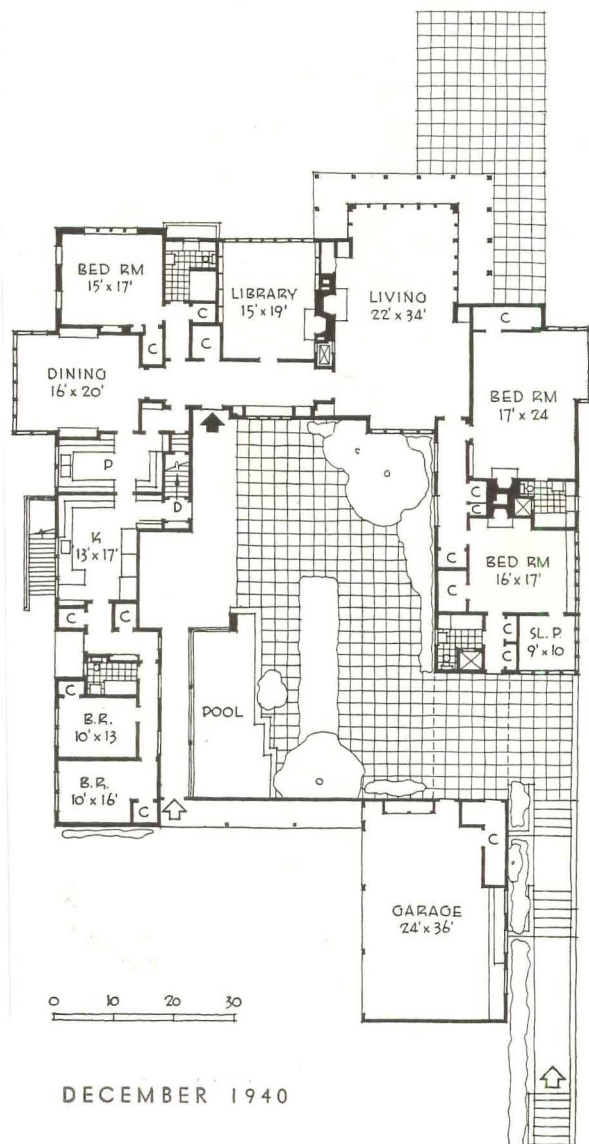 BED RM
15' x 17'
C
LIBRARY
15' x 19'
LIVING
22' x 34'
C
C
C
DINING
16' x 20'
BED RM
17' x 24
P
D
C
C
K
13' x 17'
C
BED RM
16' x 17'
C
C
C
C
C
SL. P.
9' x 10
C
B.R.
10' x 13
POOL
B.R.
10' x 16'
C
C
GARAGE
24' x 36'
0 10 20 30
DECEMBER 1940